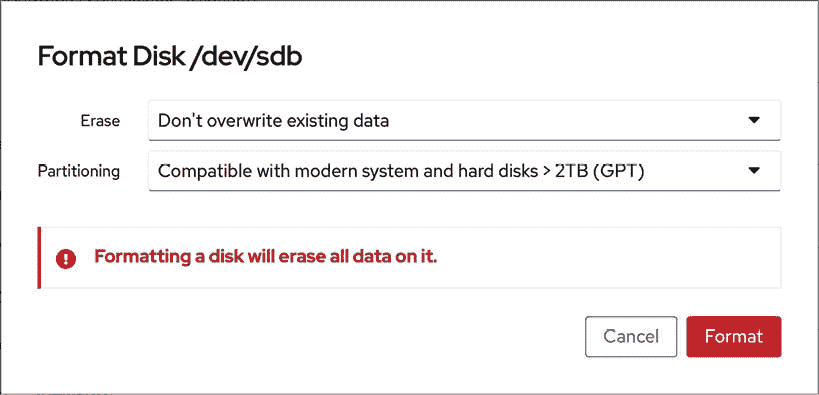 Format Disk /dev/sdb
Erase
Don't overwrite existing data
Partitioning
Compatible with modern system and hard disks > 2TB (GPT)
Formatting a disk will erase all data on it.
Cancel
Format